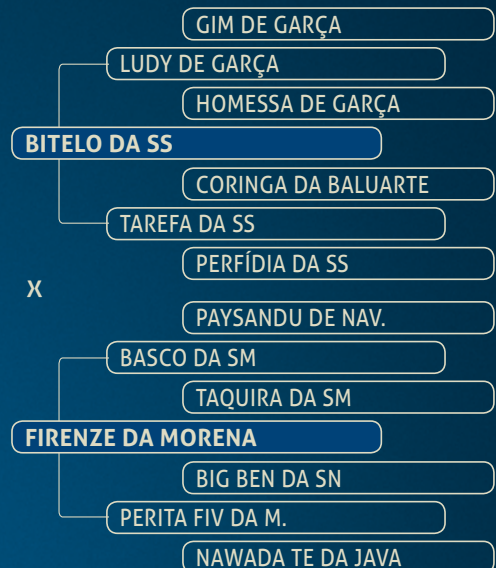 GIM DE GARÇA
LUDY DE GARÇA
HOMESSA DE GARÇA
BITELO DA SS
CORINGA DA BALUARTE
TAREFA DA SS
PERFÍDIA DA SS
X
PAYSANDU DE NAV.
BASCO DA SM
TAQUIRA DA SM
FIRENZE DA MORENA
BIG BEN DA SN
PERITA FIV DA M.
NAWADA TE DA JAVA